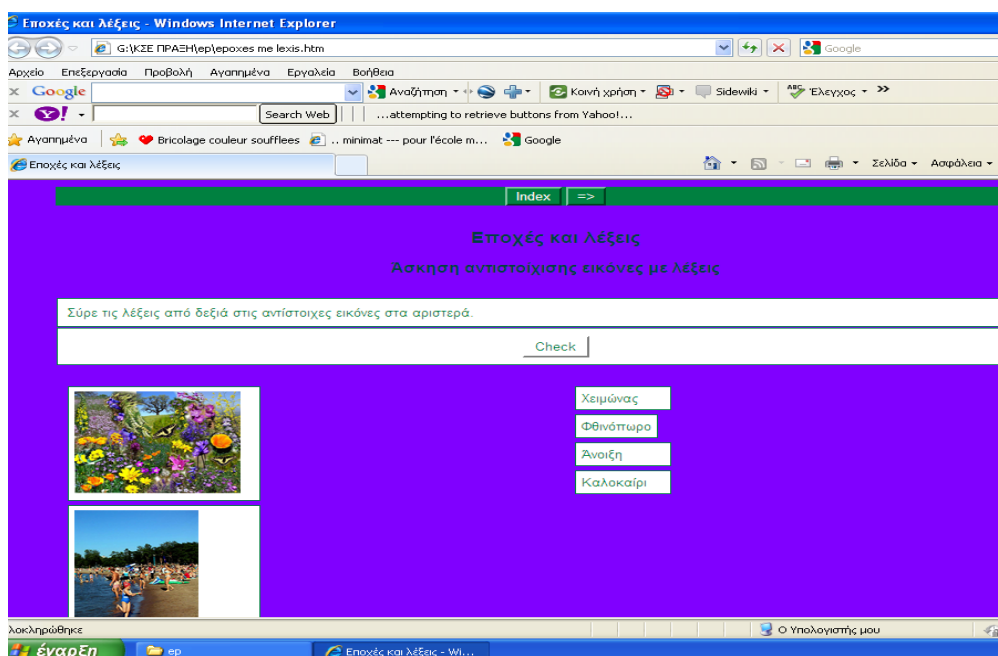 Εποχές και λέξεις - Windows Internet Explorer
G:\ΚΣΕ ΠΡΑΞΗ\ep\epoxes me lexis.htm
Google
Αρχείο Επεξεργασία Προβολή Αγαπημένα Εργαλεία Βοήθεια
x Google Αναζήτηση Κοινή χρήση Sidewiki ABC Έλεγχος >>
x Y! Search Web ...attempting to retrieve buttons from Yahoo!...
Αγαπημένα Bricolage couleur soufflees .. minimat --- pour l'école m... Google
Εποχές και λέξεις Σελίδα Ασφάλεια
Index =>
Εποχές και λέξεις
Άσκηση αντιστοιχισης εικόνες με λέξεις
Σύρε τις λέξεις από δεξιά στις αντίστοιχες εικόνες στα αριστερά.
Check
Χειμώνας
Φθινόπωρο
Άνοιξη
Καλοκαίρι
λοκληρώθηκε Ο Υπολογιστής μου
έναρξη ep Εποχές και λέξεις - Wi...